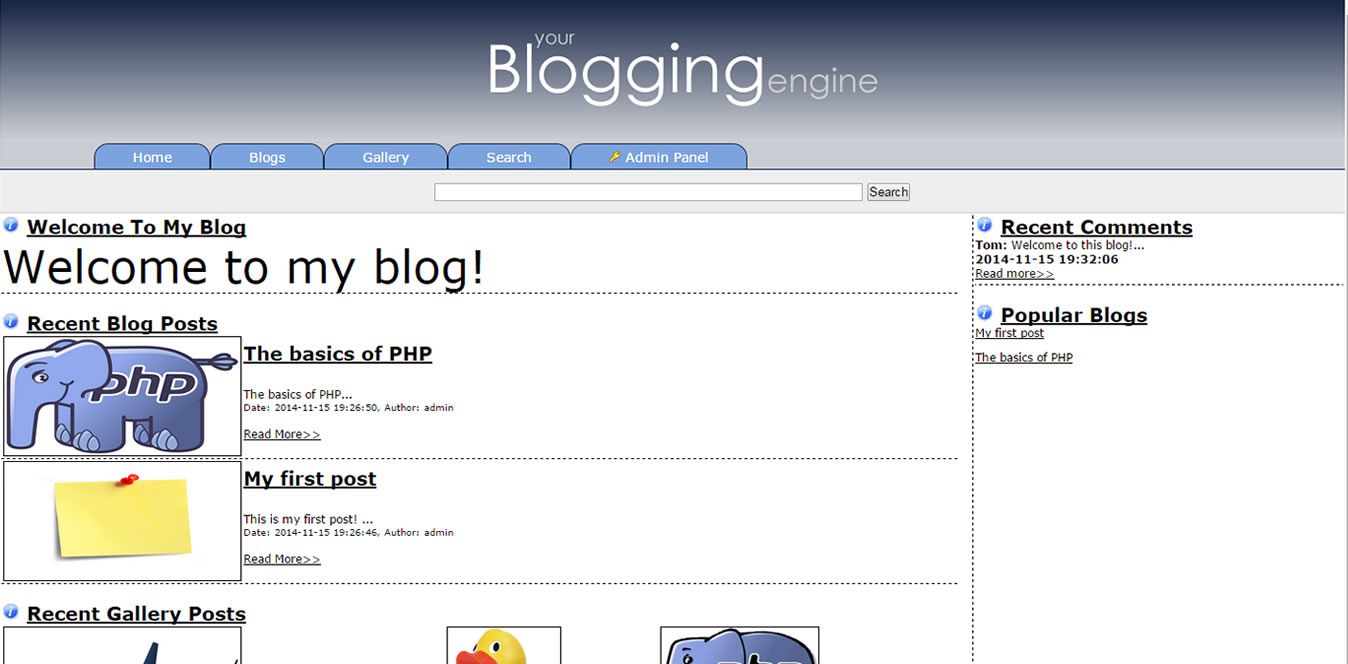 your
Blogging engine
Home Blogs Gallery Search Admin Panel
Search
Welcome To My Blog
Welcome to my blog!
Recent Blog Posts
php
The basics of PHP
The basics of PHP...
Date: 2014-11-15 19:26:50, Author: admin
Read More>>
My first post
This is my first post! ...
Date: 2014-11-15 19:26:46, Author: admin
Read More>>
Recent Gallery Posts
php
Recent Comments
Tom: Welcome to this blog!...
2014-11-15 19:32:06
Read more>>
Popular Blogs
My first post
The basics of PHP